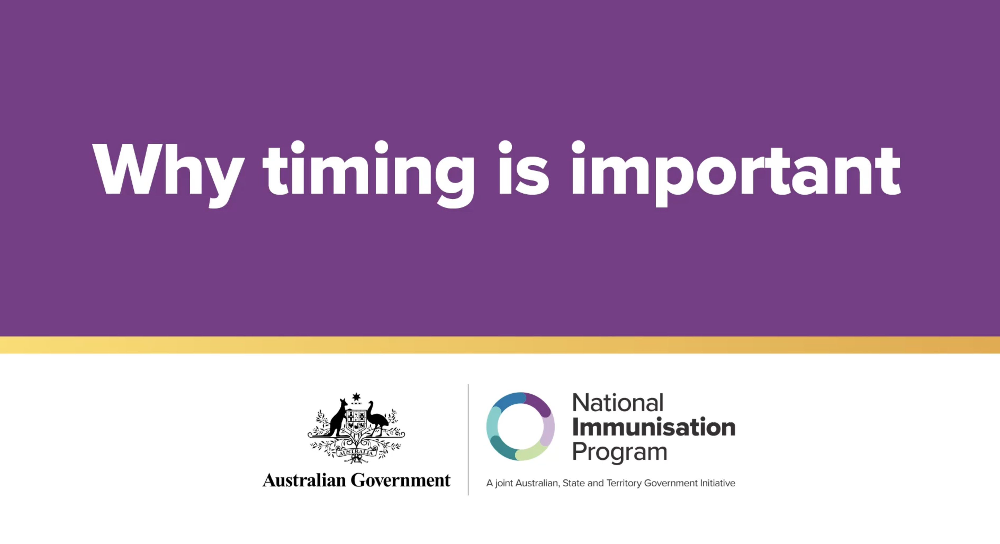 Why timing is important
AUSTRALIA
Australian Government
National
Immunisation
Program
A joint Australian, State and Territory Government Initiative